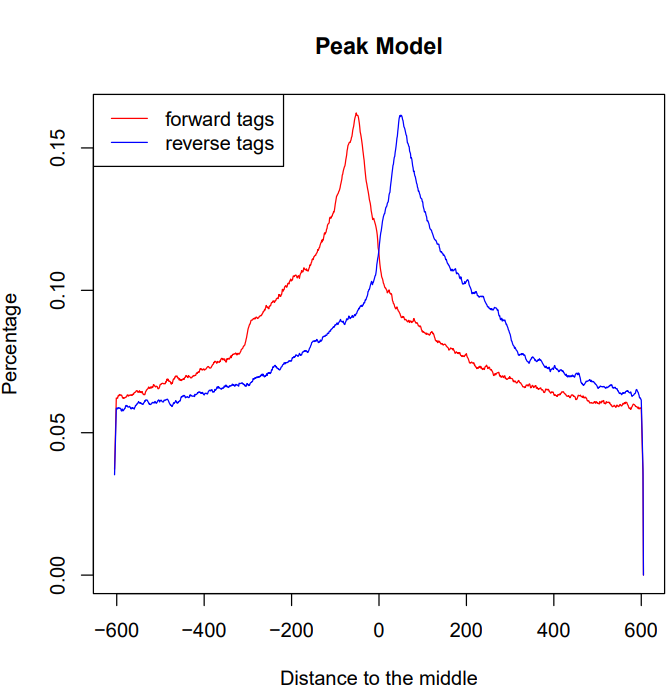 Peak Model
forward tags
reverse tags
Percentage
0.15
0.10
0.05
0.00
−600 −400 −200 0 200 400 600
Distance to the middle